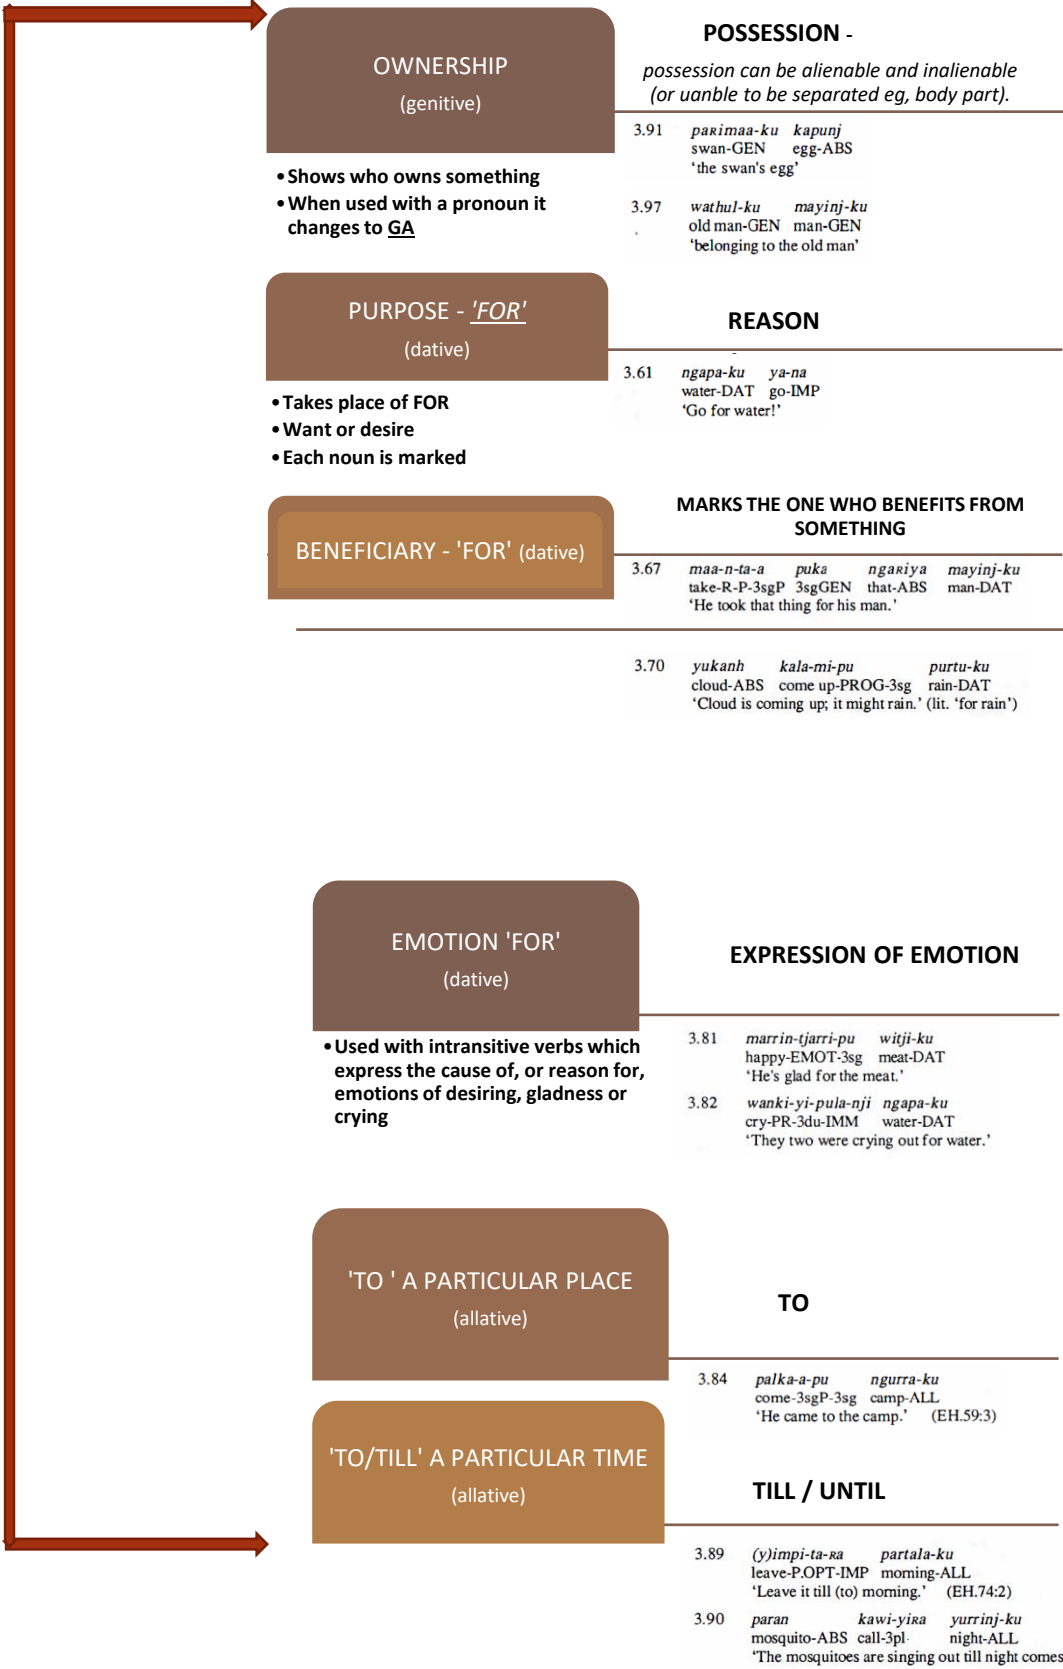 OWNERSHIP
(genitive)
POSSESSION -
possession can be alienable and inalienable
(or uanble to be separated eg, body part).
• Shows who owns something
• When used with a pronoun it
changes to GA
3.91 paʀimaa-ku kapunj
swan-GEN egg-ABS
‘the swan's egg’
3.97 wathul-ku mayinj-ku
old man-GEN man-GEN
‘belonging to the old man’
PURPOSE - 'FOR'
(dative)
REASON
• Takes place of FOR
• Want or desire
• Each noun is marked
3.61 ngapa-ku ya-na
water-DAT go-IMP
‘Go for water!’
BENEFICIARY - 'FOR' (dative)
MARKS THE ONE WHO BENEFITS FROM
SOMETHING
3.67 maa-n-ta-a puka ngaʀiya mayinj-ku
take-R-P-3sgP 3sgGEN that-ABS man-DAT
‘He took that thing for his man.’
3.70 yukanh kala-mi-pu purtu-ku
cloud-ABS come up-PROG-3sg rain-DAT
‘Cloud is coming up; it might rain.’ (lit. ‘for rain’)
EMOTION 'FOR'
(dative)
EXPRESSION OF EMOTION
• Used with intransitive verbs which
express the cause of, or reason for,
emotions of desiring, gladness or
crying
3.81 marrin-tjarri-pu witji-ku
happy-EMOT-3sg meat-DAT
‘He's glad for the meat.’
3.82 wanki-yi-pula-nji ngapa-ku
cry-PR-3du-IMM water-DAT
‘They two were crying out for water.’
'TO ' A PARTICULAR PLACE
(allative)
TO
3.84 palka-a-pu ngurra-ku
come-3sgP-3sg camp-ALL
‘He came to the camp.’ (EH.59:3)
'TO/TILL' A PARTICULAR TIME
(allative)
TILL / UNTIL
3.89 (y)impi-ta-ʀa partala-ku
leave-P.OPT-IMP morning-ALL
‘Leave it till (to) morning.’ (EH.74:2)
3.90 paran kawi-yiʀa yurrinj-ku
mosquito-ABS call-3pl night-ALL
‘The mosquitoes are singing out till night comes